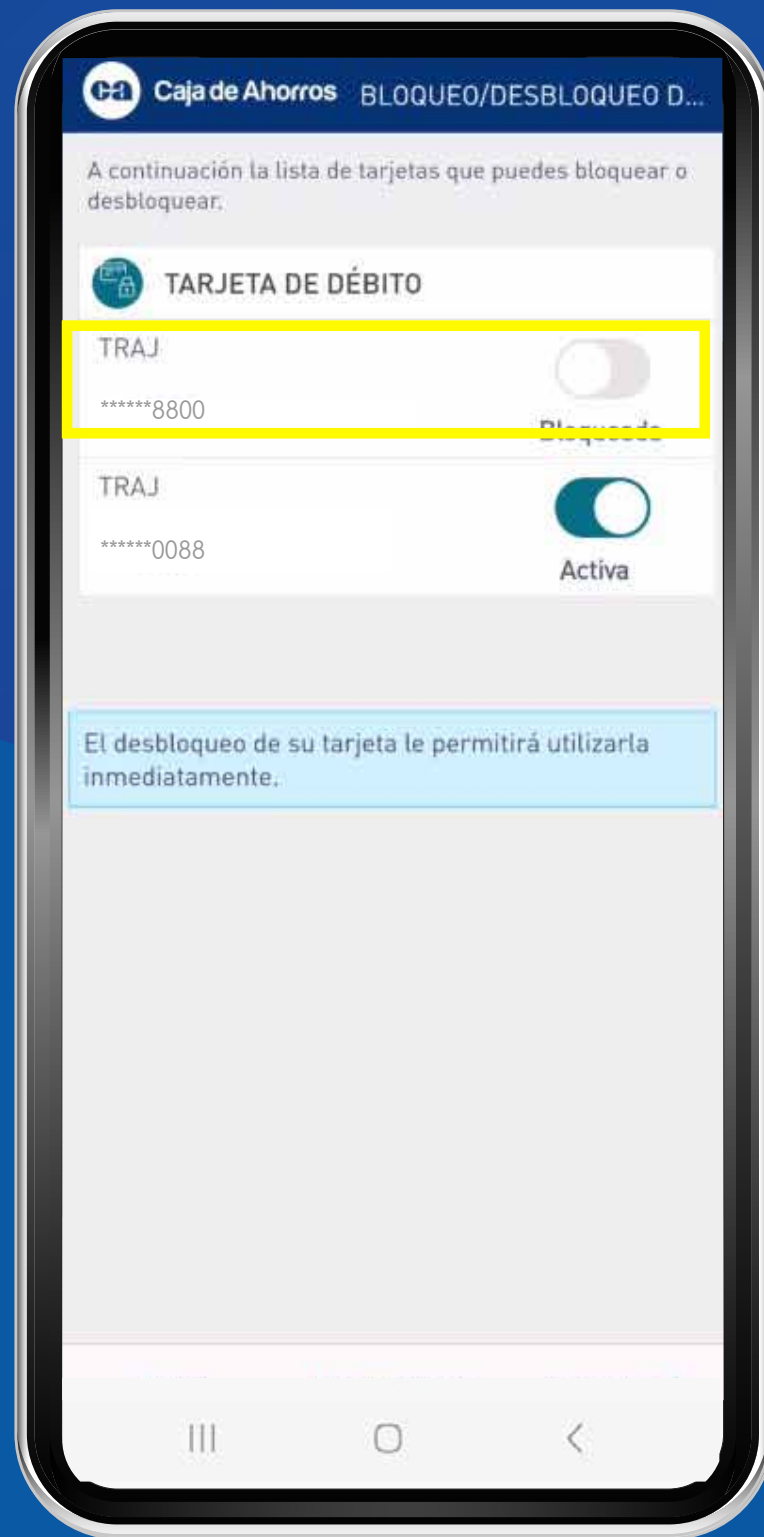 ca Caja de Ahorros BLOQUEO/DESBLOQUEO D...
A continuación la lista de tarjetas que puedes bloquear o
desbloquear.
TARJETA DE DÉBITO
TRAJ
******8800
Bloqueada
TRAJ
******0088
Activa
El desbloqueo de su tarjeta le permitirá utilizarla
inmediatamente.